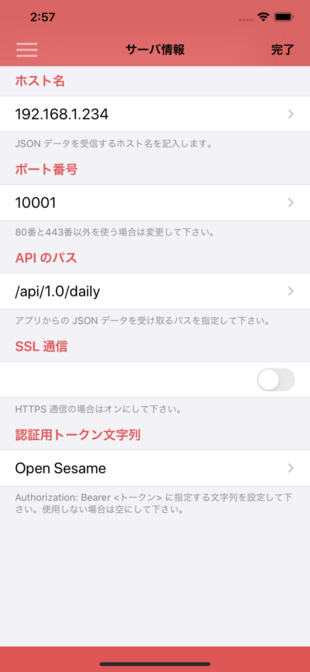 2:57
サーバ情報
完了
ホスト名
192.168.1.234
JSON データを受信するホスト名を記入します。
ポート番号
10001
80番と443番以外を使う場合は変更して下さい。
API のパス
/api/1.0/daily
アプリからの JSON データを受け取るパスを指定して下さい。
SSL 通信
HTTPS 通信の場合はオンにして下さい。
認証用トークン文字列
Open Sesame
Authorization: Bearer <トークン> に指定する文字列を設定して下
さい。使用しない場合は空にして下さい。